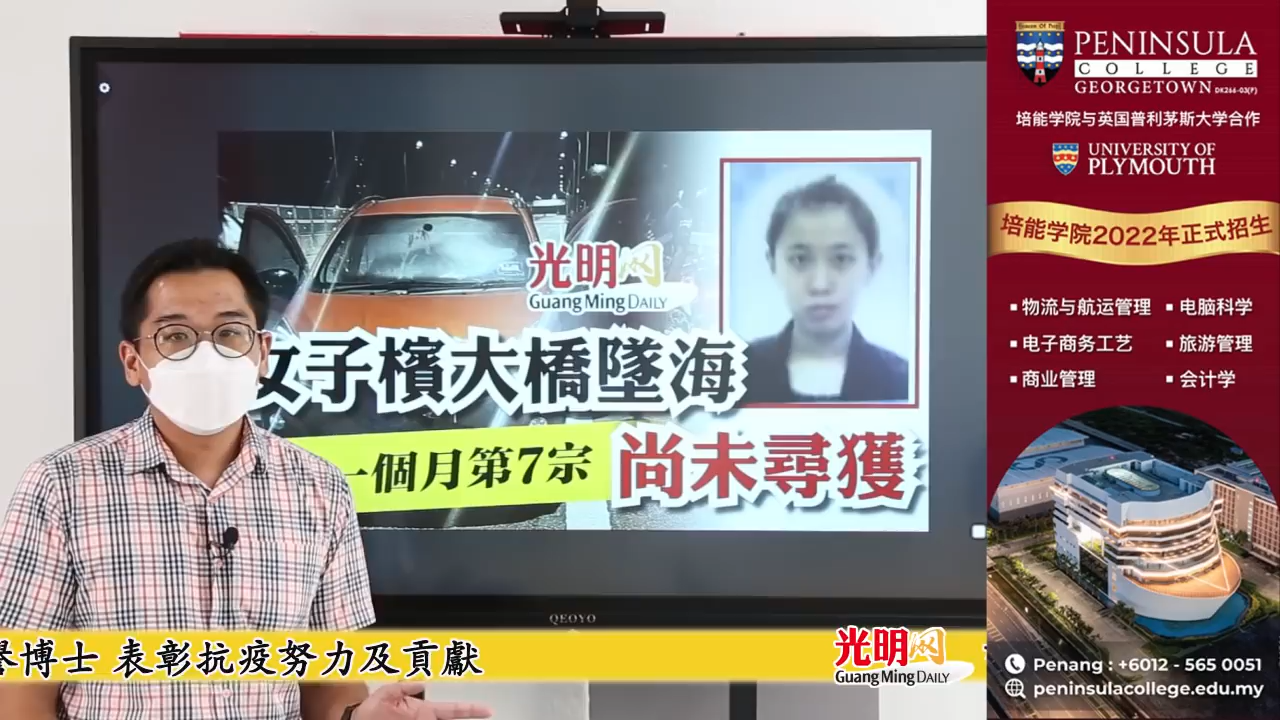 光明网
Guang Ming DAILY
女子檳大橋墜海
一個月第7宗
尚未尋獲
QEOYO
譽博士 表彰抗疫努力及貢獻
光明网
Guang Ming DAILY
PENINSULA
COLLEGE
GEORGETOWN DK266-03(P)
培能学院与英国普利茅斯大学合作
UNIVERSITY OF
PLYMOUTH
培能学院2022年正式招生
▪ 物流与航运管理 ▪ 电脑科学
▪ 电子商务工艺 ▪ 旅游管理
▪ 商业管理 ▪ 会计学
Penang : +6012 - 565 0051
peninsulacollege.edu.my